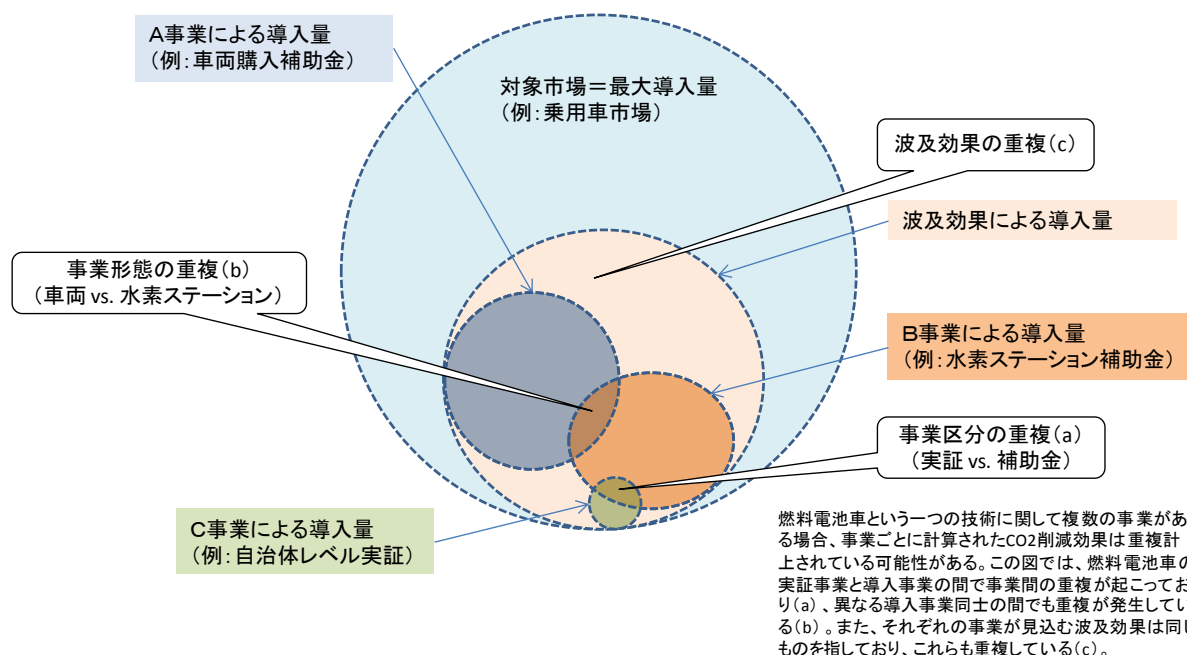 A事業による導入量
(例:車両購入補助金)
対象市場=最大導入量
(例:乗用車市場)
波及効果の重複(c)
波及効果による導入量
事業形態の重複(b)
(車両 vs. 水素ステーション)
B事業による導入量
(例:水素ステーション補助金)
事業区分の重複(a)
(実証 vs. 補助金)
C事業による導入量
(例:自治体レベル実証)
燃料電池車という一つの技術に関して複数の事業があ
る場合、事業ごとに計算されたCO2削減効果は重複計
上されている可能性がある。この図では、燃料電池車の
実証事業と導入事業の間で事業間の重複が起こってお
り(a)、異なる導入事業同士の間でも重複が発生してい
る(b)。また、それぞれの事業が見込む波及効果は同じ
ものを指しており、これらも重複している(c)。